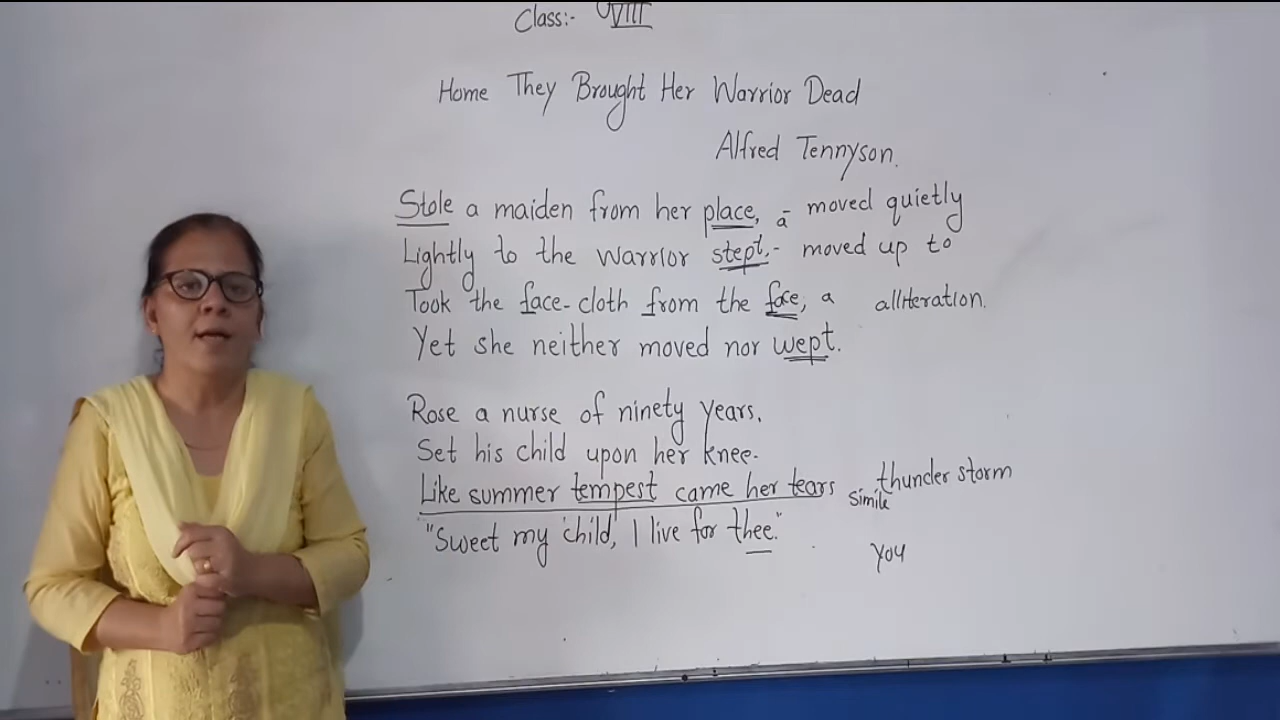 Class:- VIII
Home They Brought Her Warrior Dead
Alfred Tennyson.
Stole a maiden from her place, a - moved quietly
Lightly to the warrior stept. - moved up to
Took the face-cloth from the face, a alliteration.
Yet she neither moved nor wept.
Rose a nurse of ninety years.
Set his child upon her knee.
Like summer tempest came her tears simile thunder storm
"Sweet my child, I live for thee." you